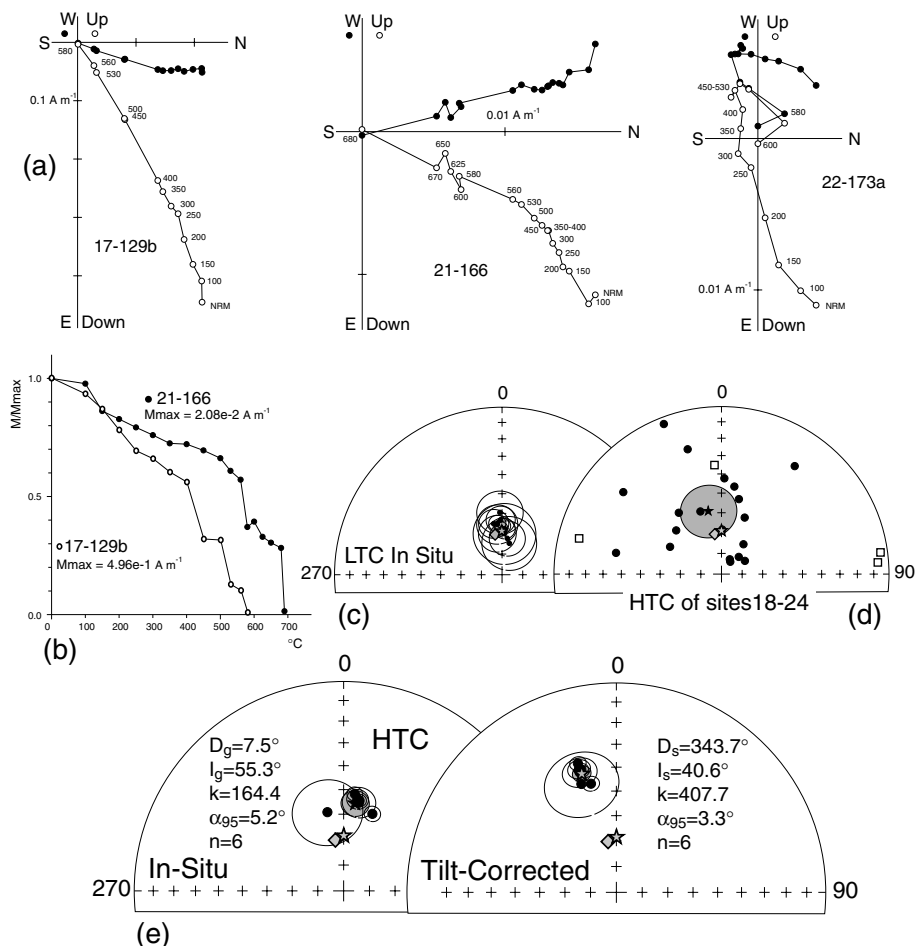 W Up
S N
580
560
530
0.1 A m-1
500
450
400
350
300
250
200
150
100
NRM
17-129b
E Down
(a)
W Up
S N
0.01 A m-1
680
650
670
625
580
600
560
530
500
450
350-400
300
250
200
150
NRM
100
21-166
E Down
W Up
S N
450-530
400
580
350
600
300
250
22-173a
200
150
0.01 A m-1
100
NRM
E Down
M/Mmax
1.0
0.5
0.0
21-166
Mmax = 2.08e-2 A m-1
17-129b
Mmax = 4.96e-1 A m-1
0 100 200 300 400 500 600 700
°C
(b)
0
LTC In Situ
270
(c)
0
90
HTC of sites18-24
(d)
0
HTC
Dg=7.5°
Ig=55.3°
k=164.4
α95=5.2°
n=6
In-Situ
270
0
Ds=343.7°
Is=40.6°
k=407.7
α95=3.3°
n=6
Tilt-Corrected
90
(e)